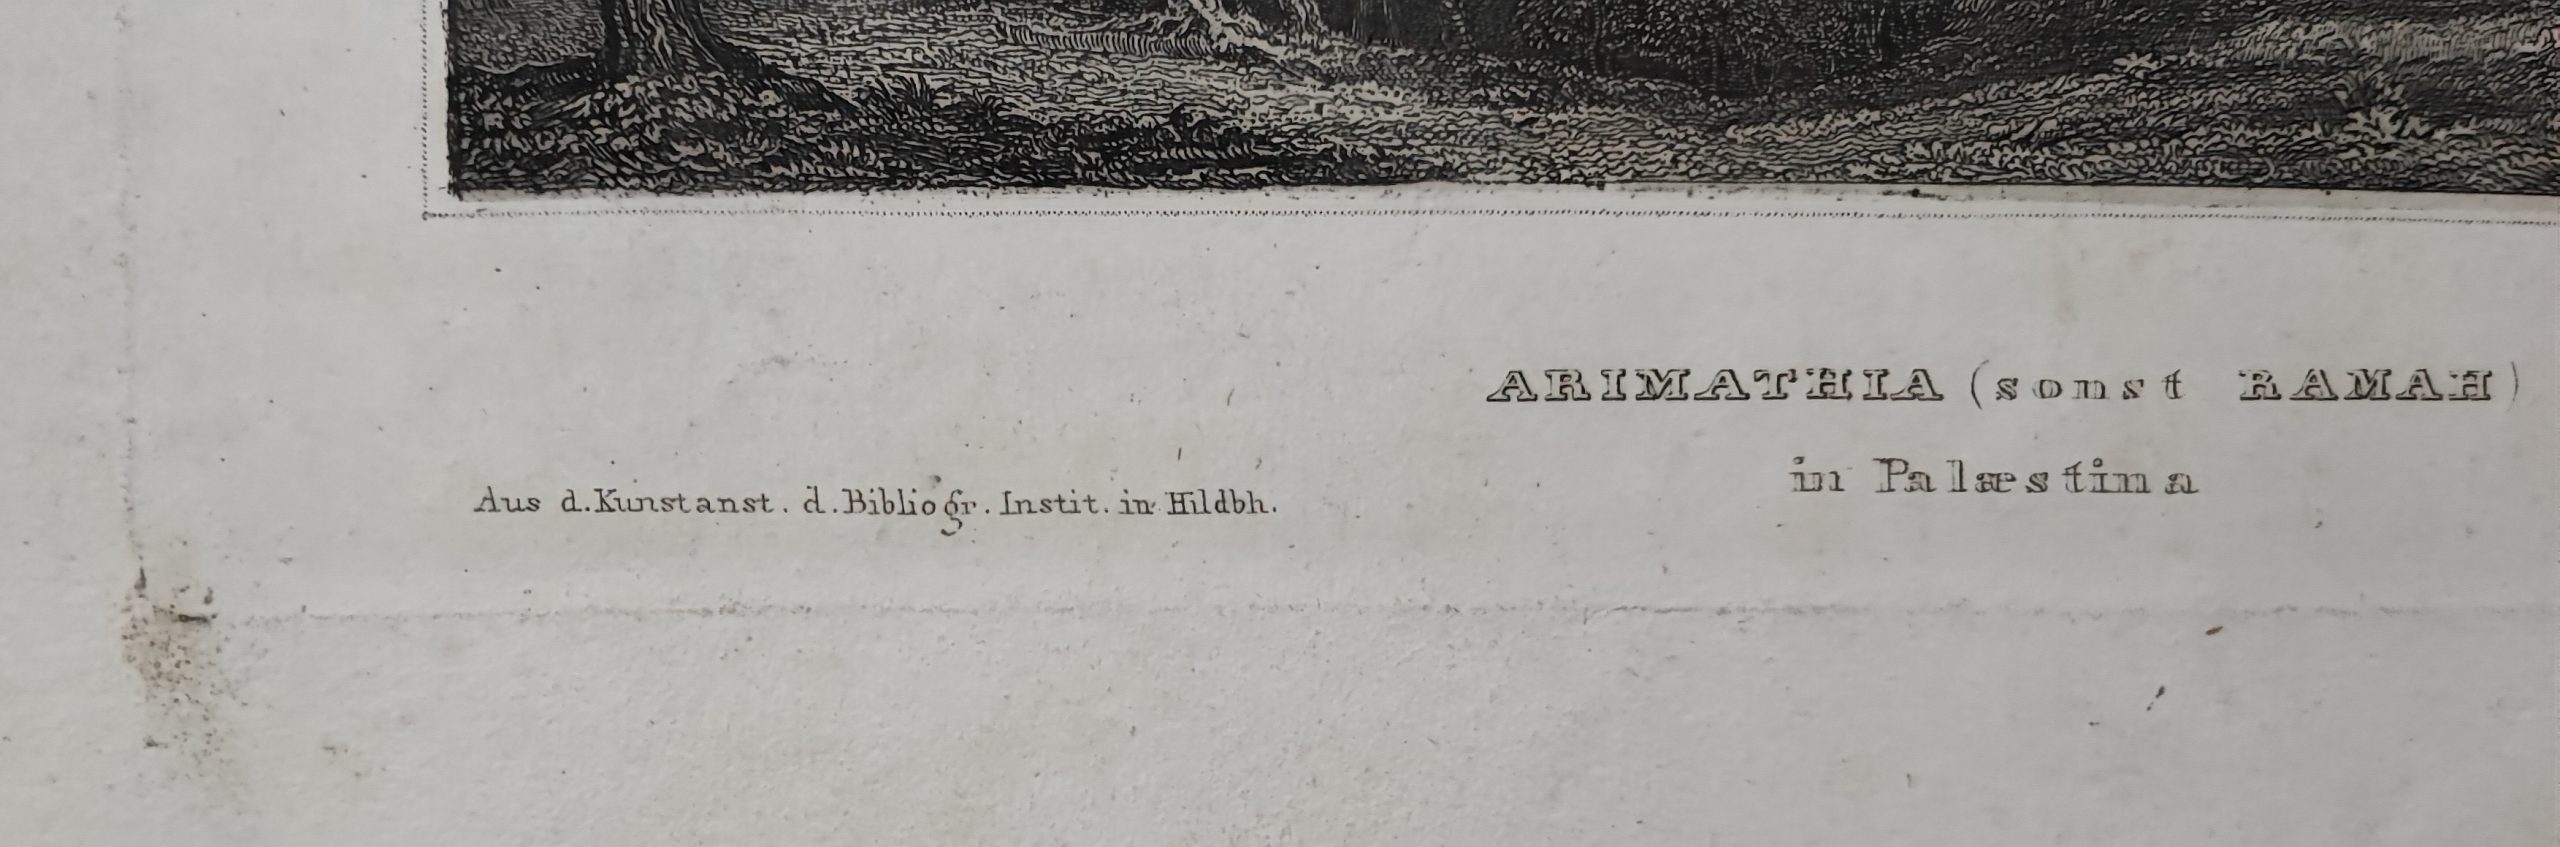 ARIMATHIA (sonst RAMAH)
in Palæstina
Aus d. Kunstanst. d. Bibliogr. Instit. in Hildbh.